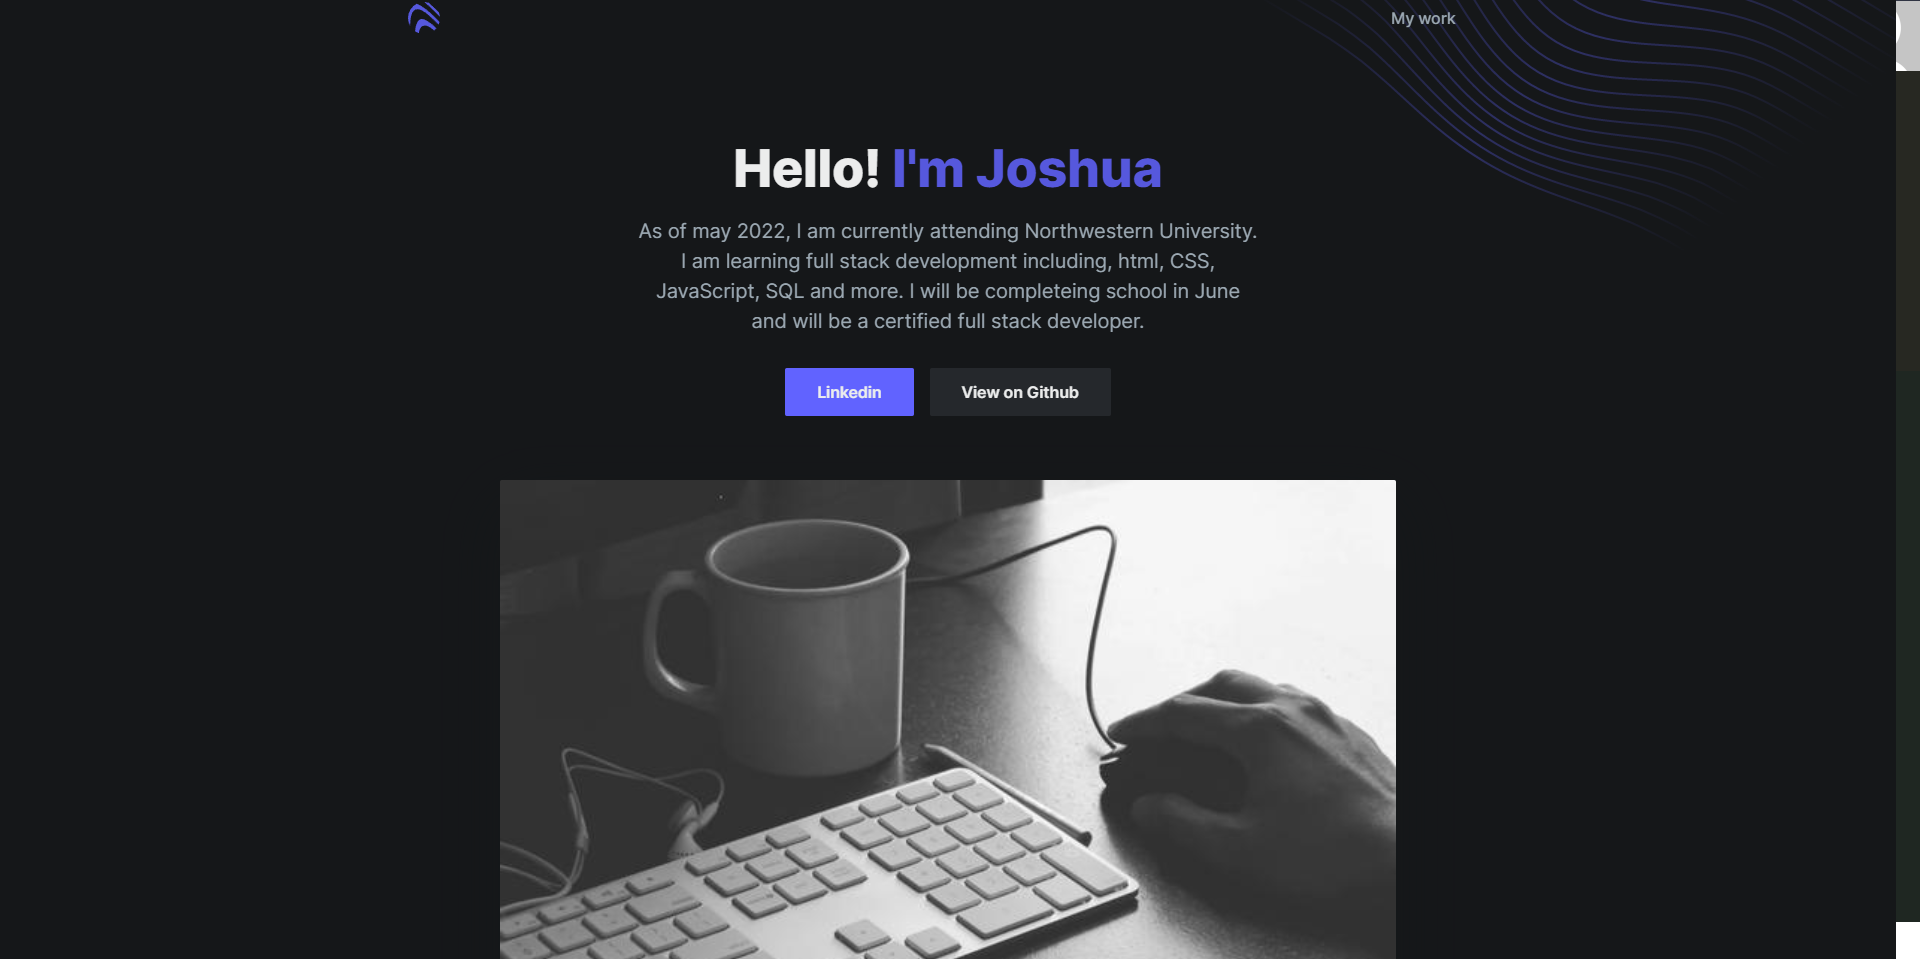 My work
Hello! I'm Joshua
As of may 2022, I am currently attending Northwestern University.
I am learning full stack development including, html, CSS,
JavaScript, SQL and more. I will be completeing school in June
and will be a certified full stack developer.
Linkedin
View on Github